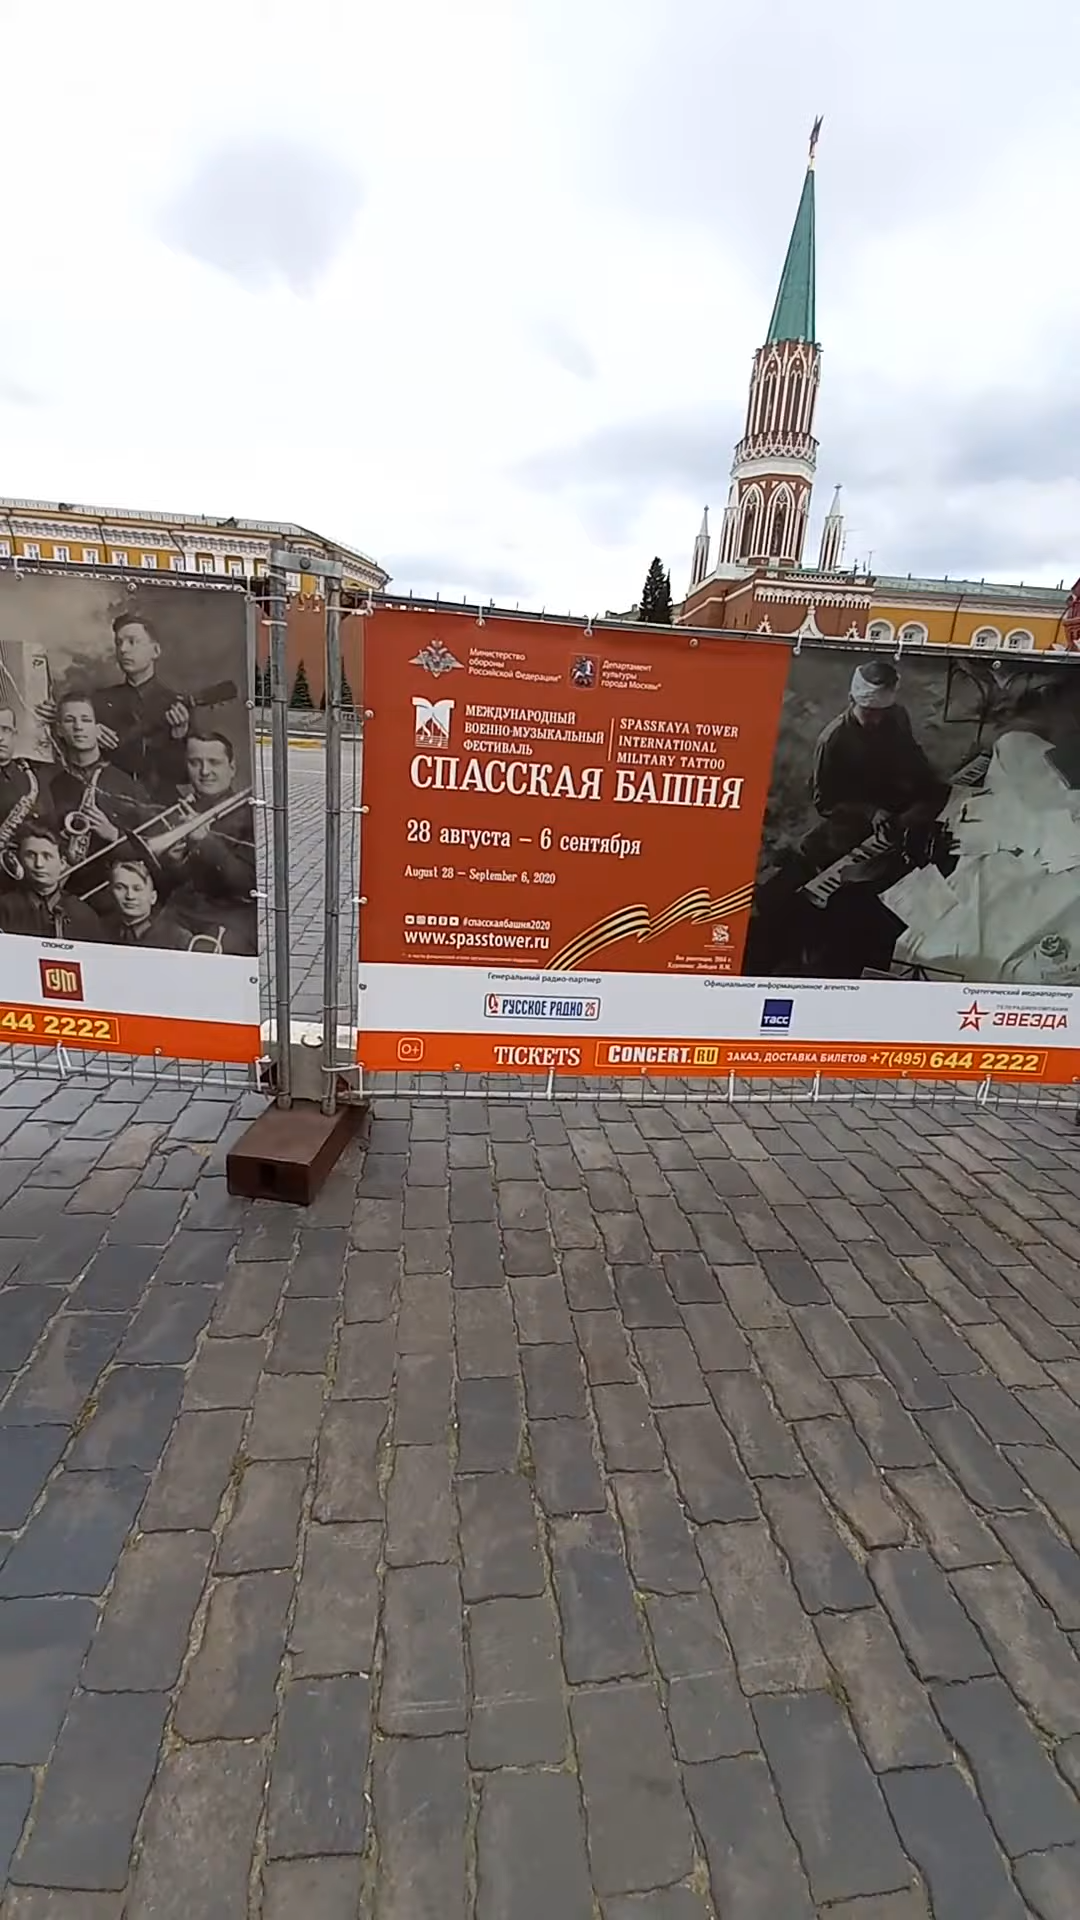 Министерство
обороны
Российской Федерации*
Департамент
культуры
города Москвы*
МЕЖДУНАРОДНЫЙ
ВОЕННО-МУЗЫКАЛЬНЫЙ
ФЕСТИВАЛЬ
SPASSKAYA TOWER
INTERNATIONAL
MILITARY TATTOO
СПАССКАЯ БАШНЯ
28 августа – 6 сентября
August 28 – September 6, 2020
#спасскаябашня2020
www.spasstower.ru
СПОНСОР
ГУМ
44 2222
Генеральный радио-партнер
РУССКОЕ РАДИО 25
Официальное информационное агентство
ТАСС
Стратегический медиапартнер
ТЕЛЕРАДИОКОМПАНИЯ
ЗВЕЗДА
0+
TICKETS
CONCERT.RU ЗАКАЗ, ДОСТАВКА БИЛЕТОВ +7(495) 644 2222